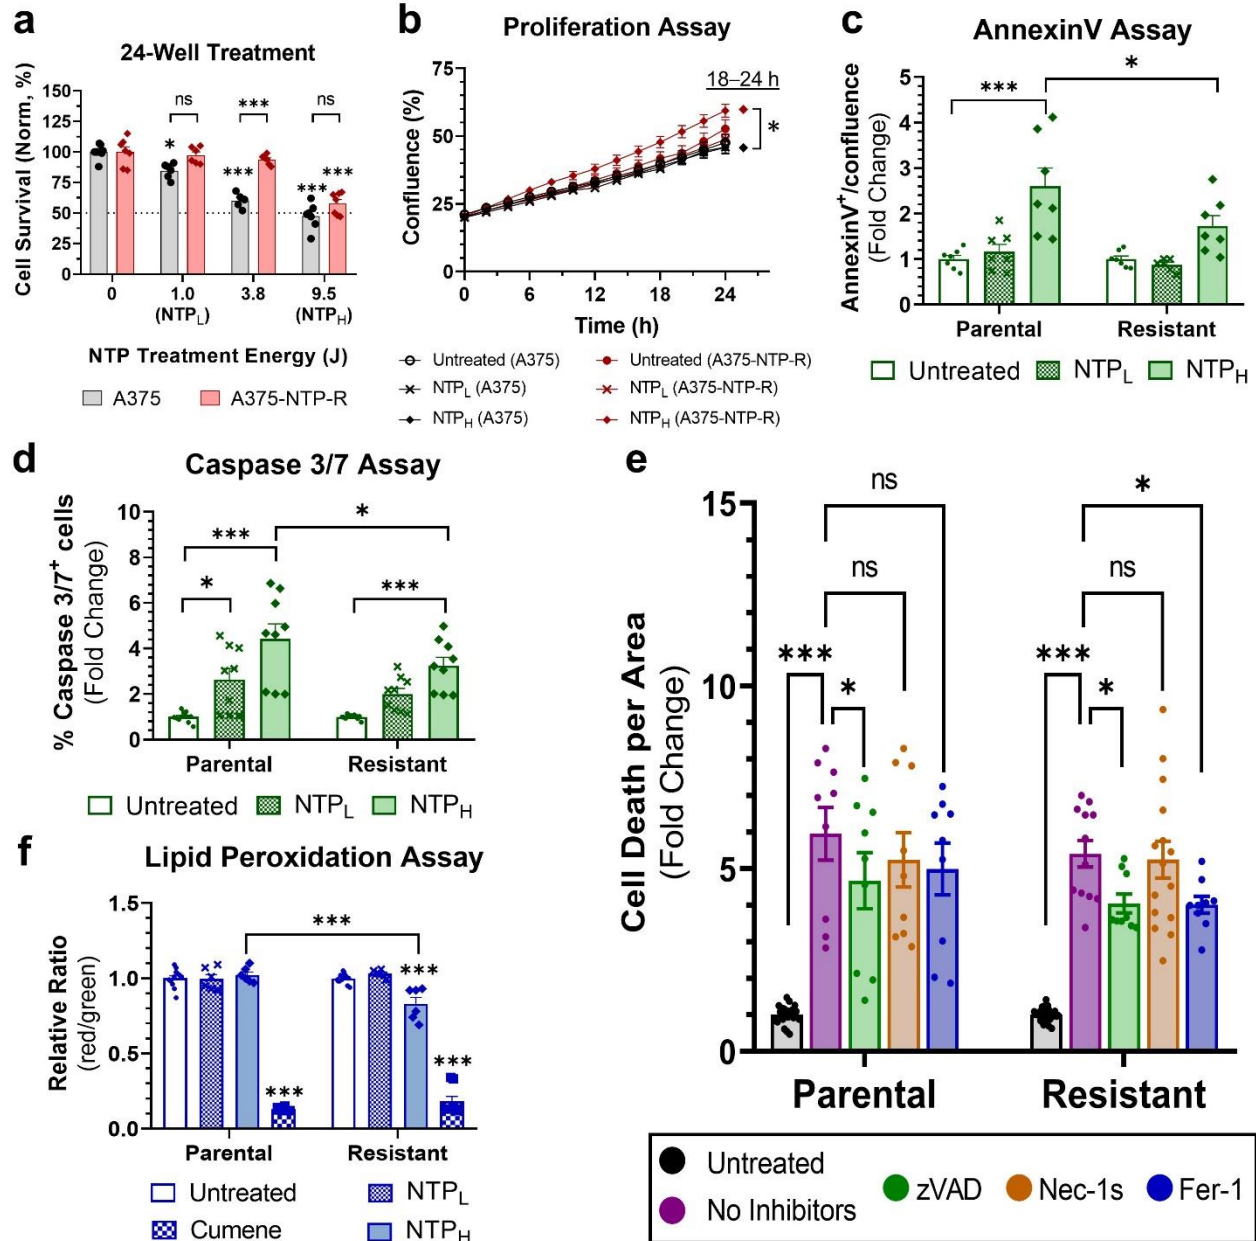 a
24-Well Treatment
Cell Survival (Norm, %)
125
100
75
50
25
0
ns
***
ns
*
***
***
***
0
1.0
(NTPL)
3.8
9.5
(NTPH)
NTP Treatment Energy (J)
A375
A375-NTP-R
b
Proliferation Assay
Confluence (%)
75
50
25
0
18–24 h
*
0 6 12 18 24
Time (h)
Untreated (A375)
Untreated (A375-NTP-R)
NTPL (A375)
NTPL (A375-NTP-R)
NTPH (A375)
NTPH (A375-NTP-R)
c
AnnexinV Assay
AnnexinV+/confluence
(Fold Change)
5
4
3
2
1
0
***
*
Parental Resistant
Untreated NTPL NTPH
d
Caspase 3/7 Assay
% Caspase 3/7+ cells
(Fold Change)
10
8
6
4
2
0
*
***
*
***
Parental Resistant
Untreated NTPL NTPH
e
Cell Death per Area
(Fold Change)
15
10
5
0
ns
ns
***
*
*
ns
***
*
Parental Resistant
Untreated
No Inhibitors
zVAD
Nec-1s
Fer-1
f
Lipid Peroxidation Assay
Relative Ratio
(red/green)
1.5
1.0
0.5
0.0
***
***
***
***
Parental Resistant
Untreated
NTPL
Cumene
NTPH